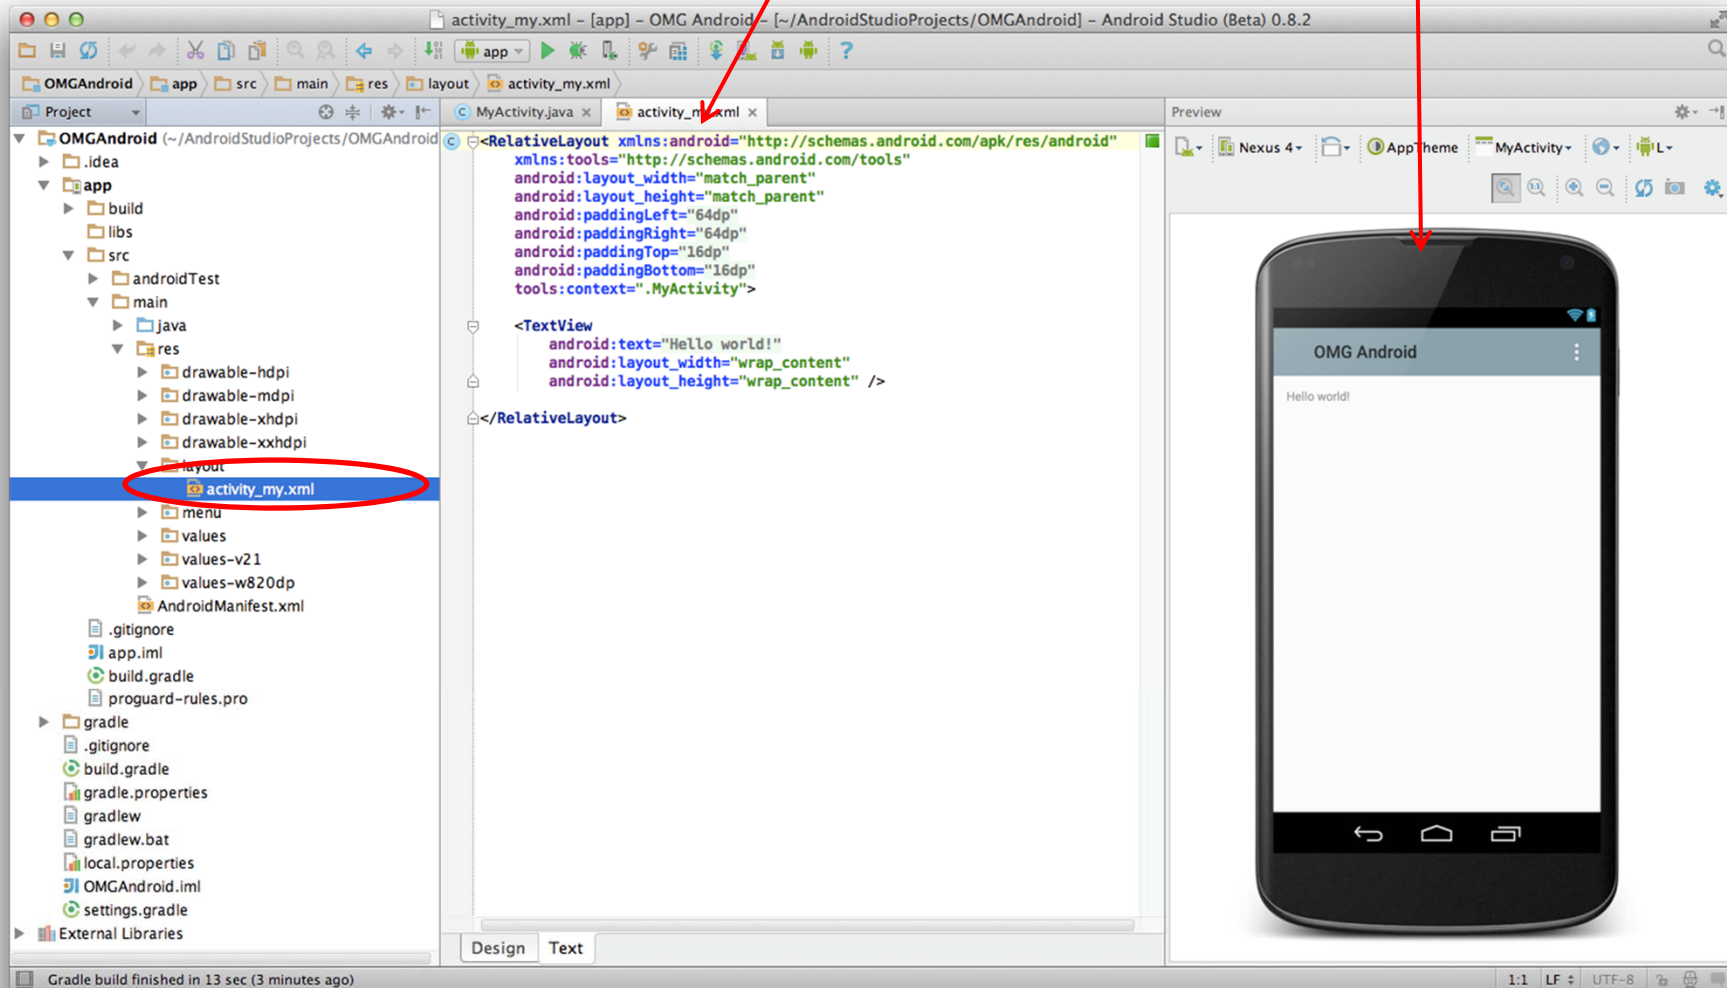 activity_my.xml – [app] – OMG Android – [~/AndroidStudioProjects/OMGAndroid] – Android Studio (Beta) 0.8.2
app
?
OMGAndroid app src main res layout activity_my.xml
Project
MyActivity.java activity_my.xml
Preview
OMGAndroid (~/AndroidStudioProjects/OMGAndroid
.idea
app
build
libs
src
androidTest
main
java
res
drawable-hdpi
drawable-mdpi
drawable-xhdpi
drawable-xxhdpi
layout
activity_my.xml
menu
values
values-v21
values-w820dp
AndroidManifest.xml
.gitignore
app.iml
build.gradle
proguard-rules.pro
gradle
.gitignore
build.gradle
gradle.properties
gradlew
gradlew.bat
local.properties
OMGAndroid.iml
settings.gradle
External Libraries
<RelativeLayout xmlns:android="http://schemas.android.com/apk/res/android"
xmlns:tools="http://schemas.android.com/tools"
android:layout_width="match_parent"
android:layout_height="match_parent"
android:paddingLeft="64dp"
android:paddingRight="64dp"
android:paddingTop="16dp"
android:paddingBottom="16dp"
tools:context=".MyActivity">
<TextView
android:text="Hello world!"
android:layout_width="wrap_content"
android:layout_height="wrap_content" />
</RelativeLayout>
Design Text
Nexus 4 AppTheme MyActivity L
1:1
OMG Android
Hello world!
Gradle build finished in 13 sec (3 minutes ago)
1:1 LF UTF-8